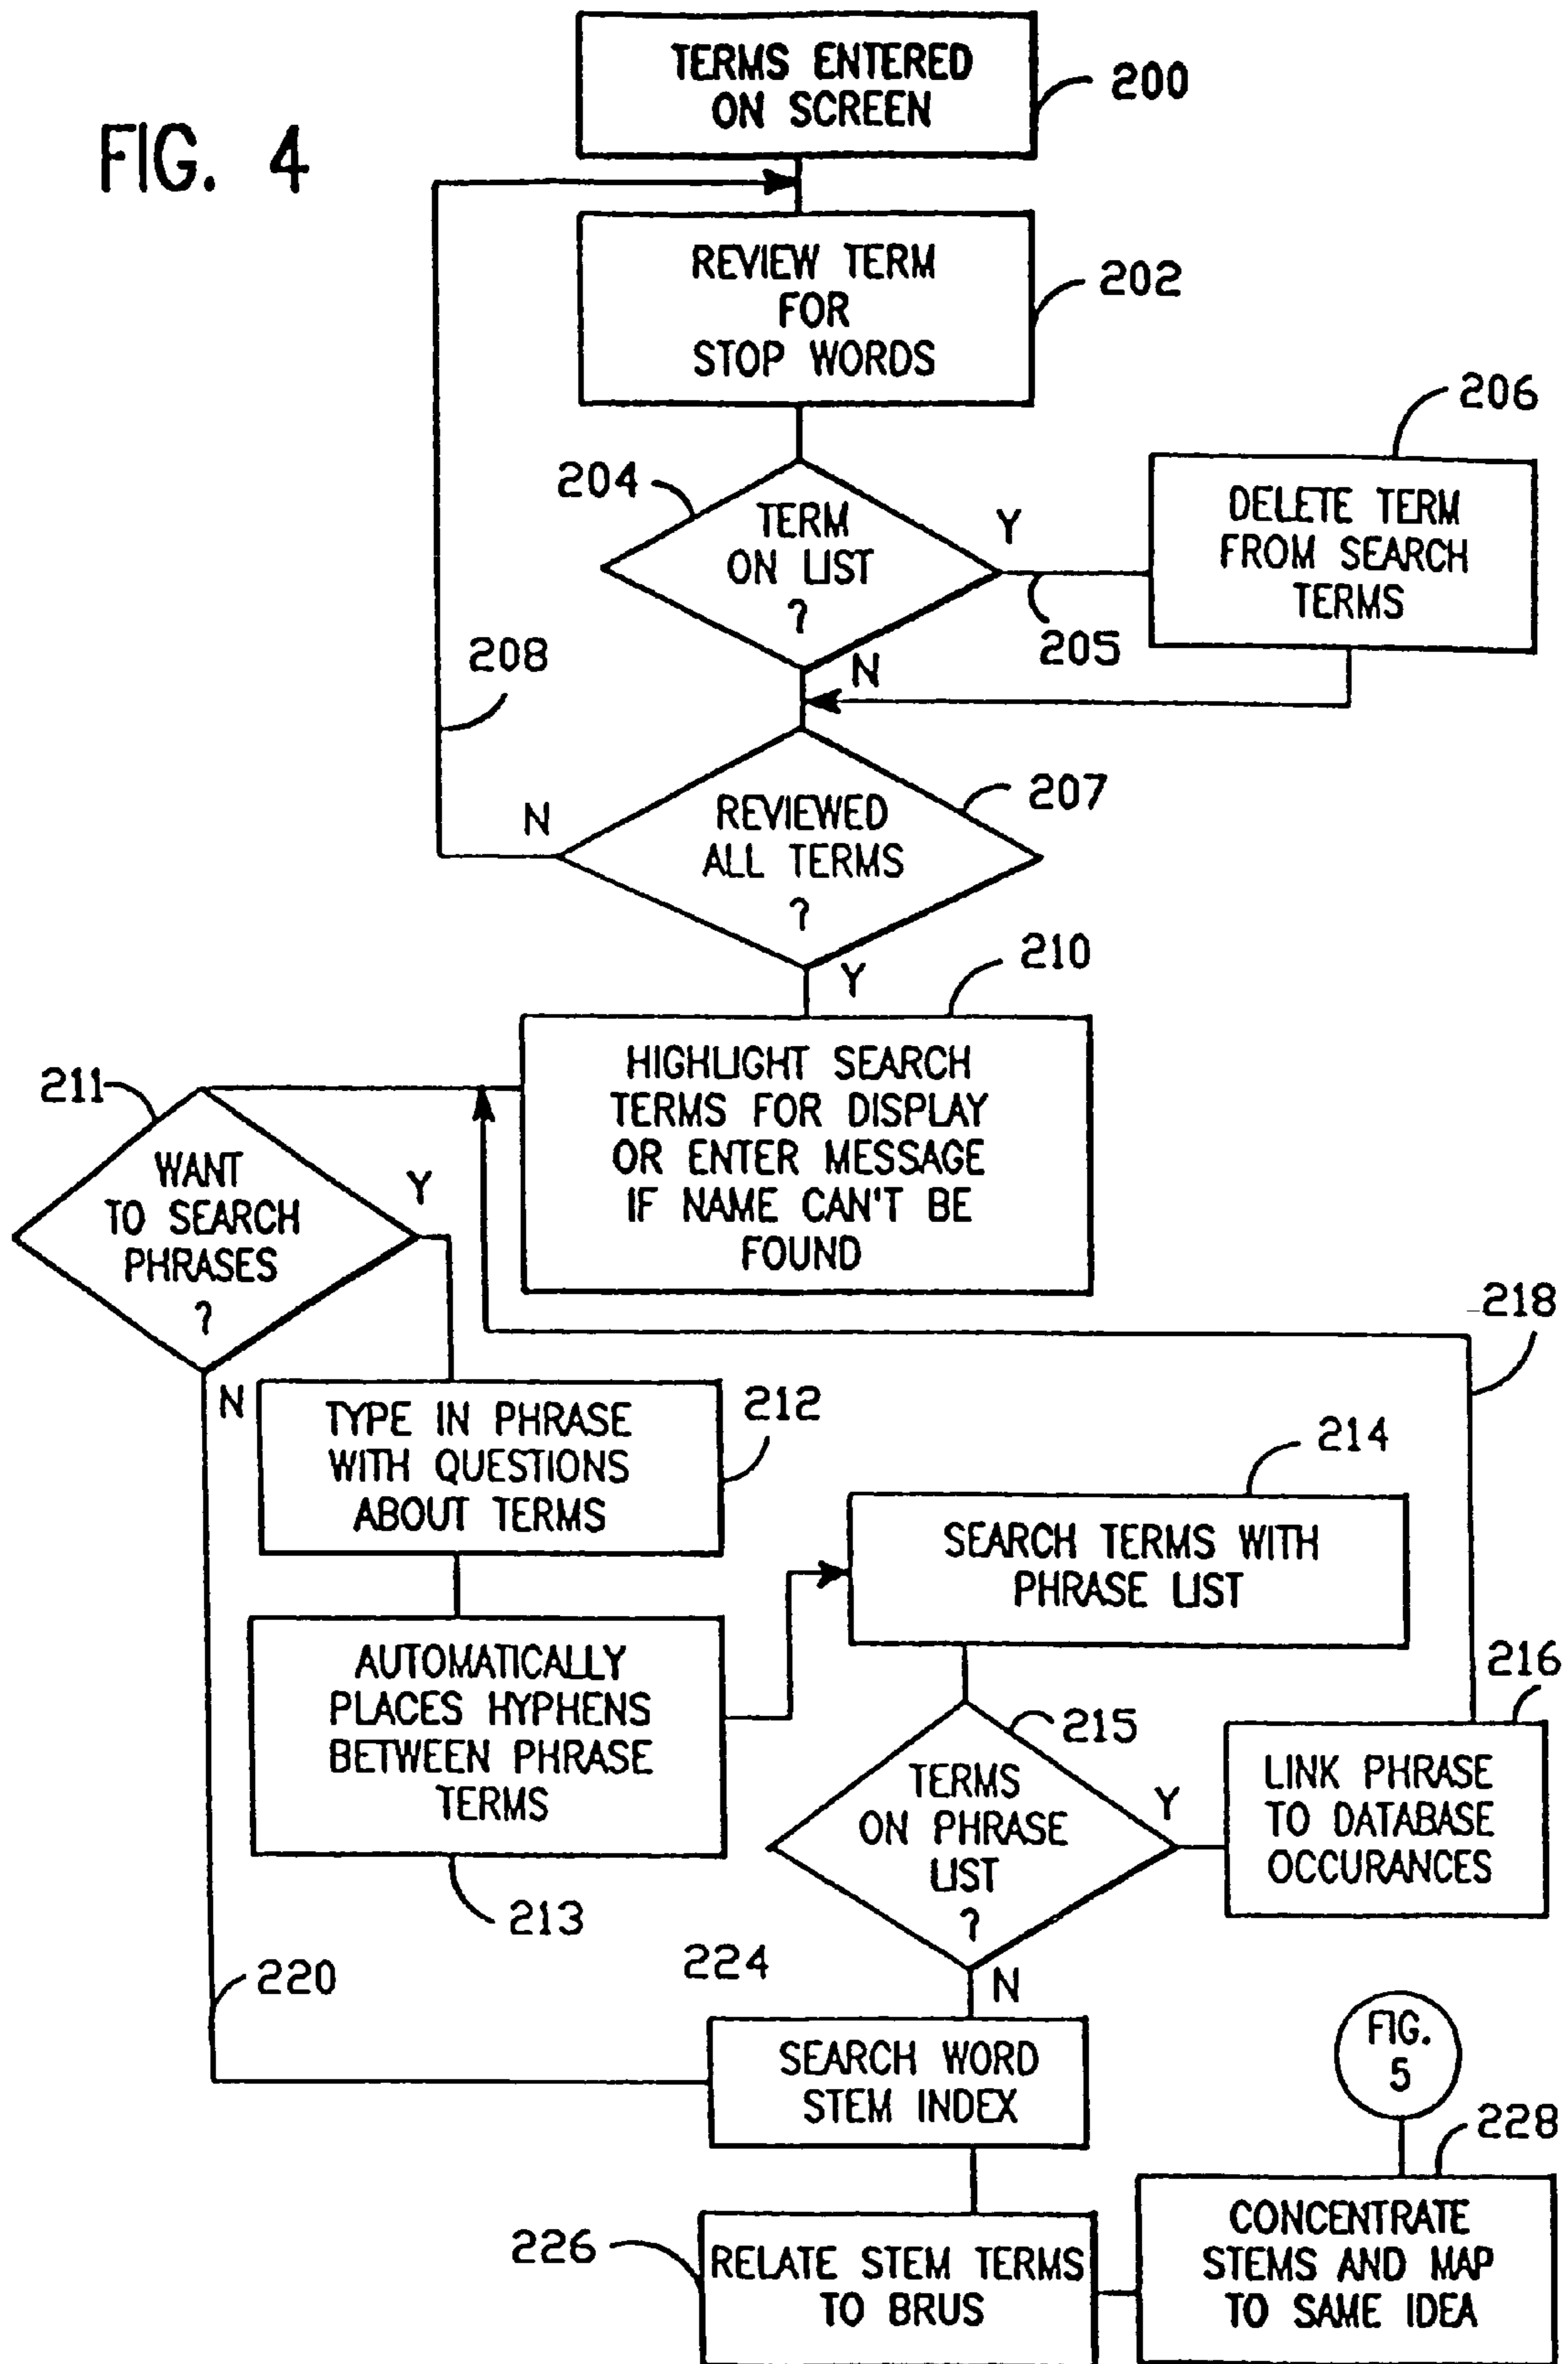 FIG. 4
TERMS ENTERED
ON SCREEN
200
REVIEW TERM
FOR
STOP WORDS
202
204
TERM
ON LIST
?
Y
205
206
DELETE TERM
FROM SEARCH
TERMS
N
208
207
REVIEWED
ALL TERMS
?
N
Y
210
HIGHLIGHT SEARCH
TERMS FOR DISPLAY
OR ENTER MESSAGE
IF NAME CAN'T BE
FOUND
211
WANT
TO SEARCH
PHRASES
?
Y
N
218
212
TYPE IN PHRASE
WITH QUESTIONS
ABOUT TERMS
214
SEARCH TERMS WITH
PHRASE LIST
AUTOMATICALLY
PLACES HYPHENS
BETWEEN PHRASE
TERMS
213
215
TERMS
ON PHRASE
LIST
?
Y
N
216
LINK PHRASE
TO DATABASE
OCCURANCES
220
224
SEARCH WORD
STEM INDEX
FIG.
5
226
RELATE STEM TERMS
TO BRUS
228
CONCENTRATE
STEMS AND MAP
TO SAME IDEA